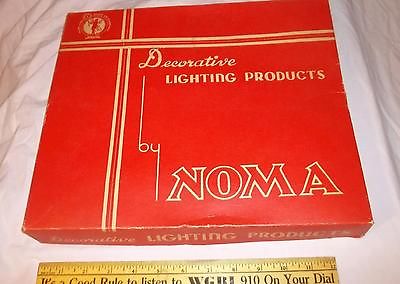 Decorative
LIGHTING PRODUCTS
by
NOMA
Decorative LIGHTING PRODUCTS
It's a Good Rule to listen to WGBI 910 On Your Dial